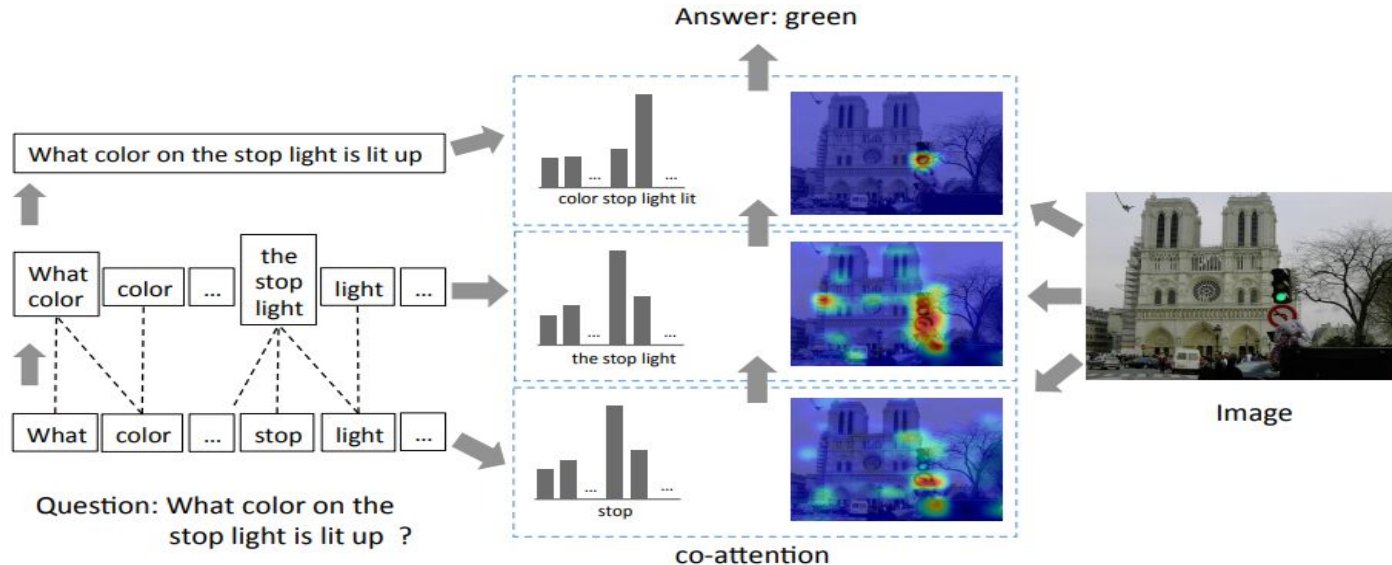 Answer: green
What color on the stop light is lit up
... ...
color stop light lit
What
color
color
...
the
stop
light
light
...
... ...
the stop light
What
color
...
stop
light
...
... ...
stop
Image
Question: What color on the
stop light is lit up ?
co-attention